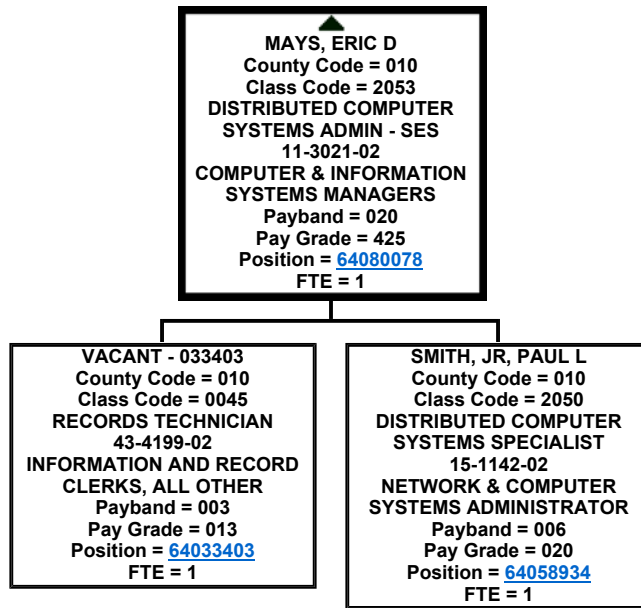 MAYS, ERIC D
County Code = 010
Class Code = 2053
DISTRIBUTED COMPUTER
SYSTEMS ADMIN - SES
11-3021-02
COMPUTER & INFORMATION
SYSTEMS MANAGERS
Payband = 020
Pay Grade = 425
Position = 64080078
FTE = 1
VACANT - 033403
County Code = 010
Class Code = 0045
RECORDS TECHNICIAN
43-4199-02
INFORMATION AND RECORD
CLERKS, ALL OTHER
Payband = 003
Pay Grade = 013
Position = 64033403
FTE = 1
SMITH, JR, PAUL L
County Code = 010
Class Code = 2050
DISTRIBUTED COMPUTER
SYSTEMS SPECIALIST
15-1142-02
NETWORK & COMPUTER
SYSTEMS ADMINISTRATOR
Payband = 006
Pay Grade = 020
Position = 64058934
FTE = 1